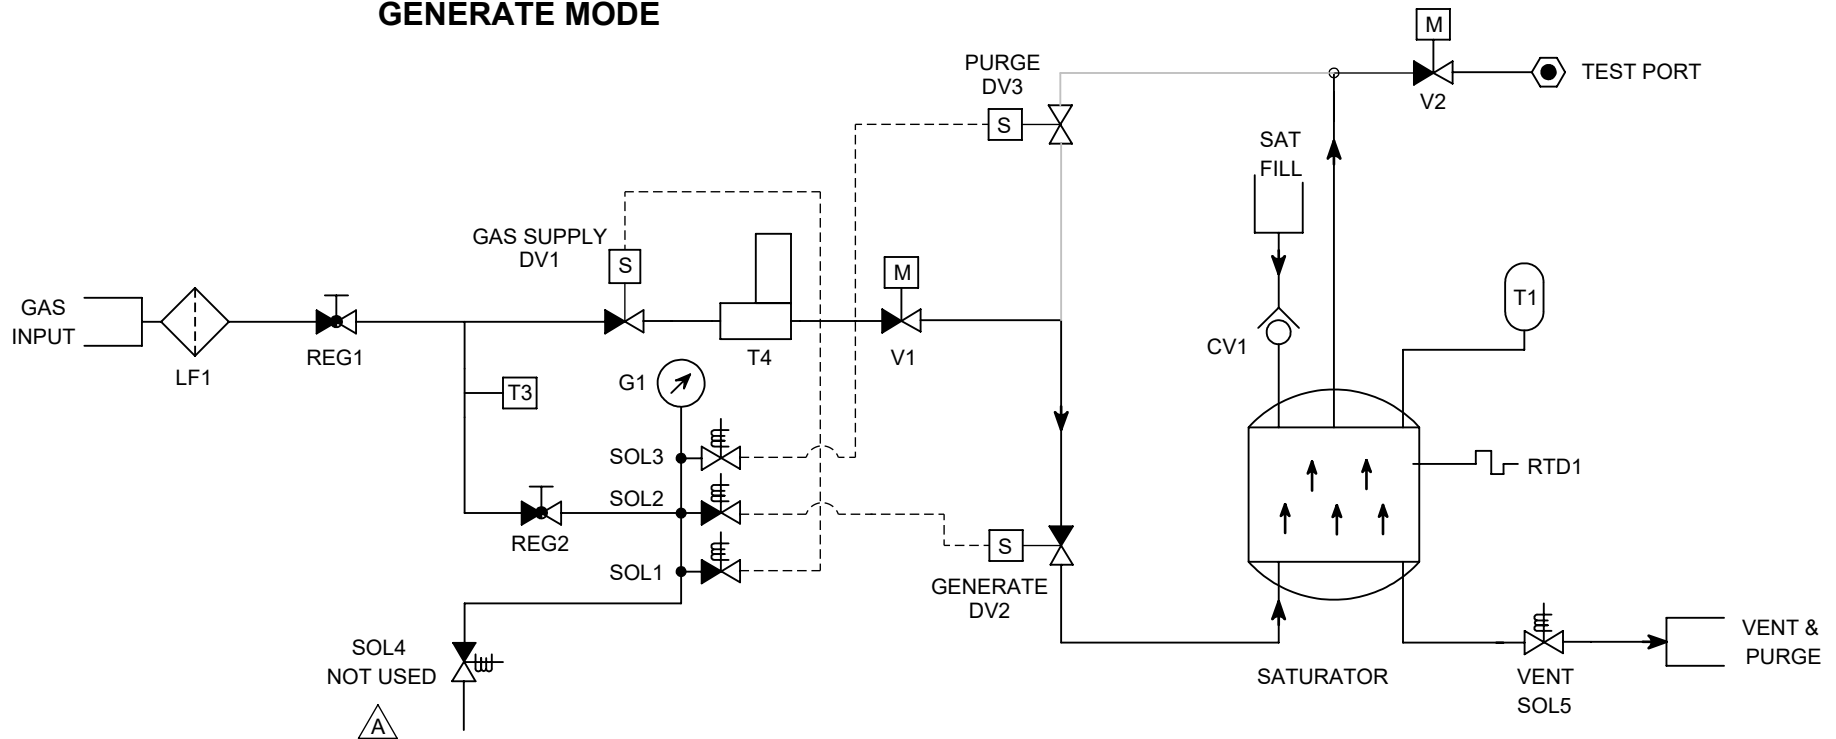 GENERATE MODE
M
PURGE
DV3
TEST PORT
V2
S
SAT
FILL
GAS SUPPLY
DV1
S
M
T1
GAS
INPUT
LF1
REG1
T4
V1
CV1
T3
G1
SOL3
RTD1
SOL2
REG2
S
SOL1
GENERATE
DV2
SOL4
NOT USED
A
SATURATOR
VENT
SOL5
VENT &
PURGE